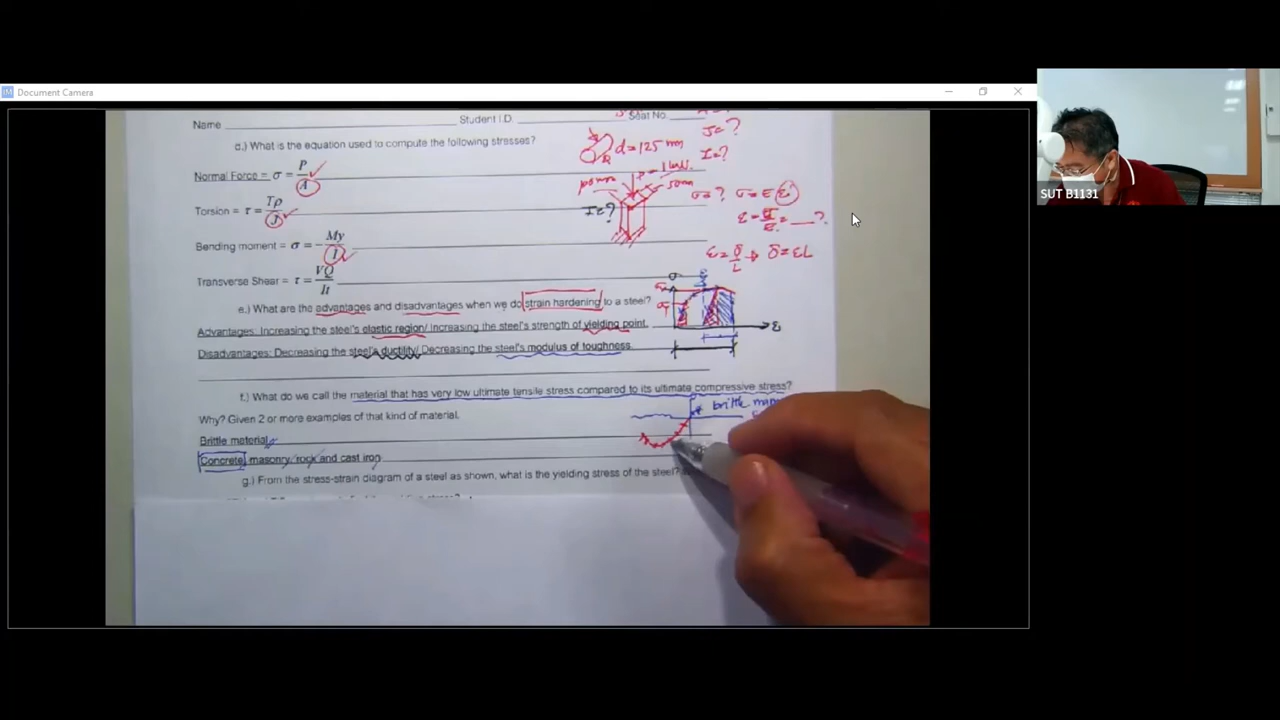 Document Camera
Name Student I.D. Seat No.
d.) What is the equation used to compute the following stresses?
d = 125 mm
J = ?
I = ?
Normal Force = σ = P/A
Torsion = τ = Tρ/J
I = ?
50mm
σ = ? σ = E ε
ε = σ/E = ?
Bending moment = σ = - My/I
ε = δ/L → δ = εL
Transverse Shear = τ = VQ/It
σ
e.) What are the advantages and disadvantages when we do strain hardening to a steel?
Advantages: Increasing the steel's elastic region/ Increasing the steel's strength of yielding point.
ε
Disadvantages: Decreasing the steel's ductility/ Decreasing the steel's modulus of toughness.
f.) What do we call the material that has very low ultimate tensile stress compared to its ultimate compressive stress?
Why? Given 2 or more examples of that kind of material.
brittle
Brittle material
Concrete, masonry, rock and cast iron
g.) From the stress-strain diagram of a steel as shown, what is the yielding stress of the steel?
SUT B1131